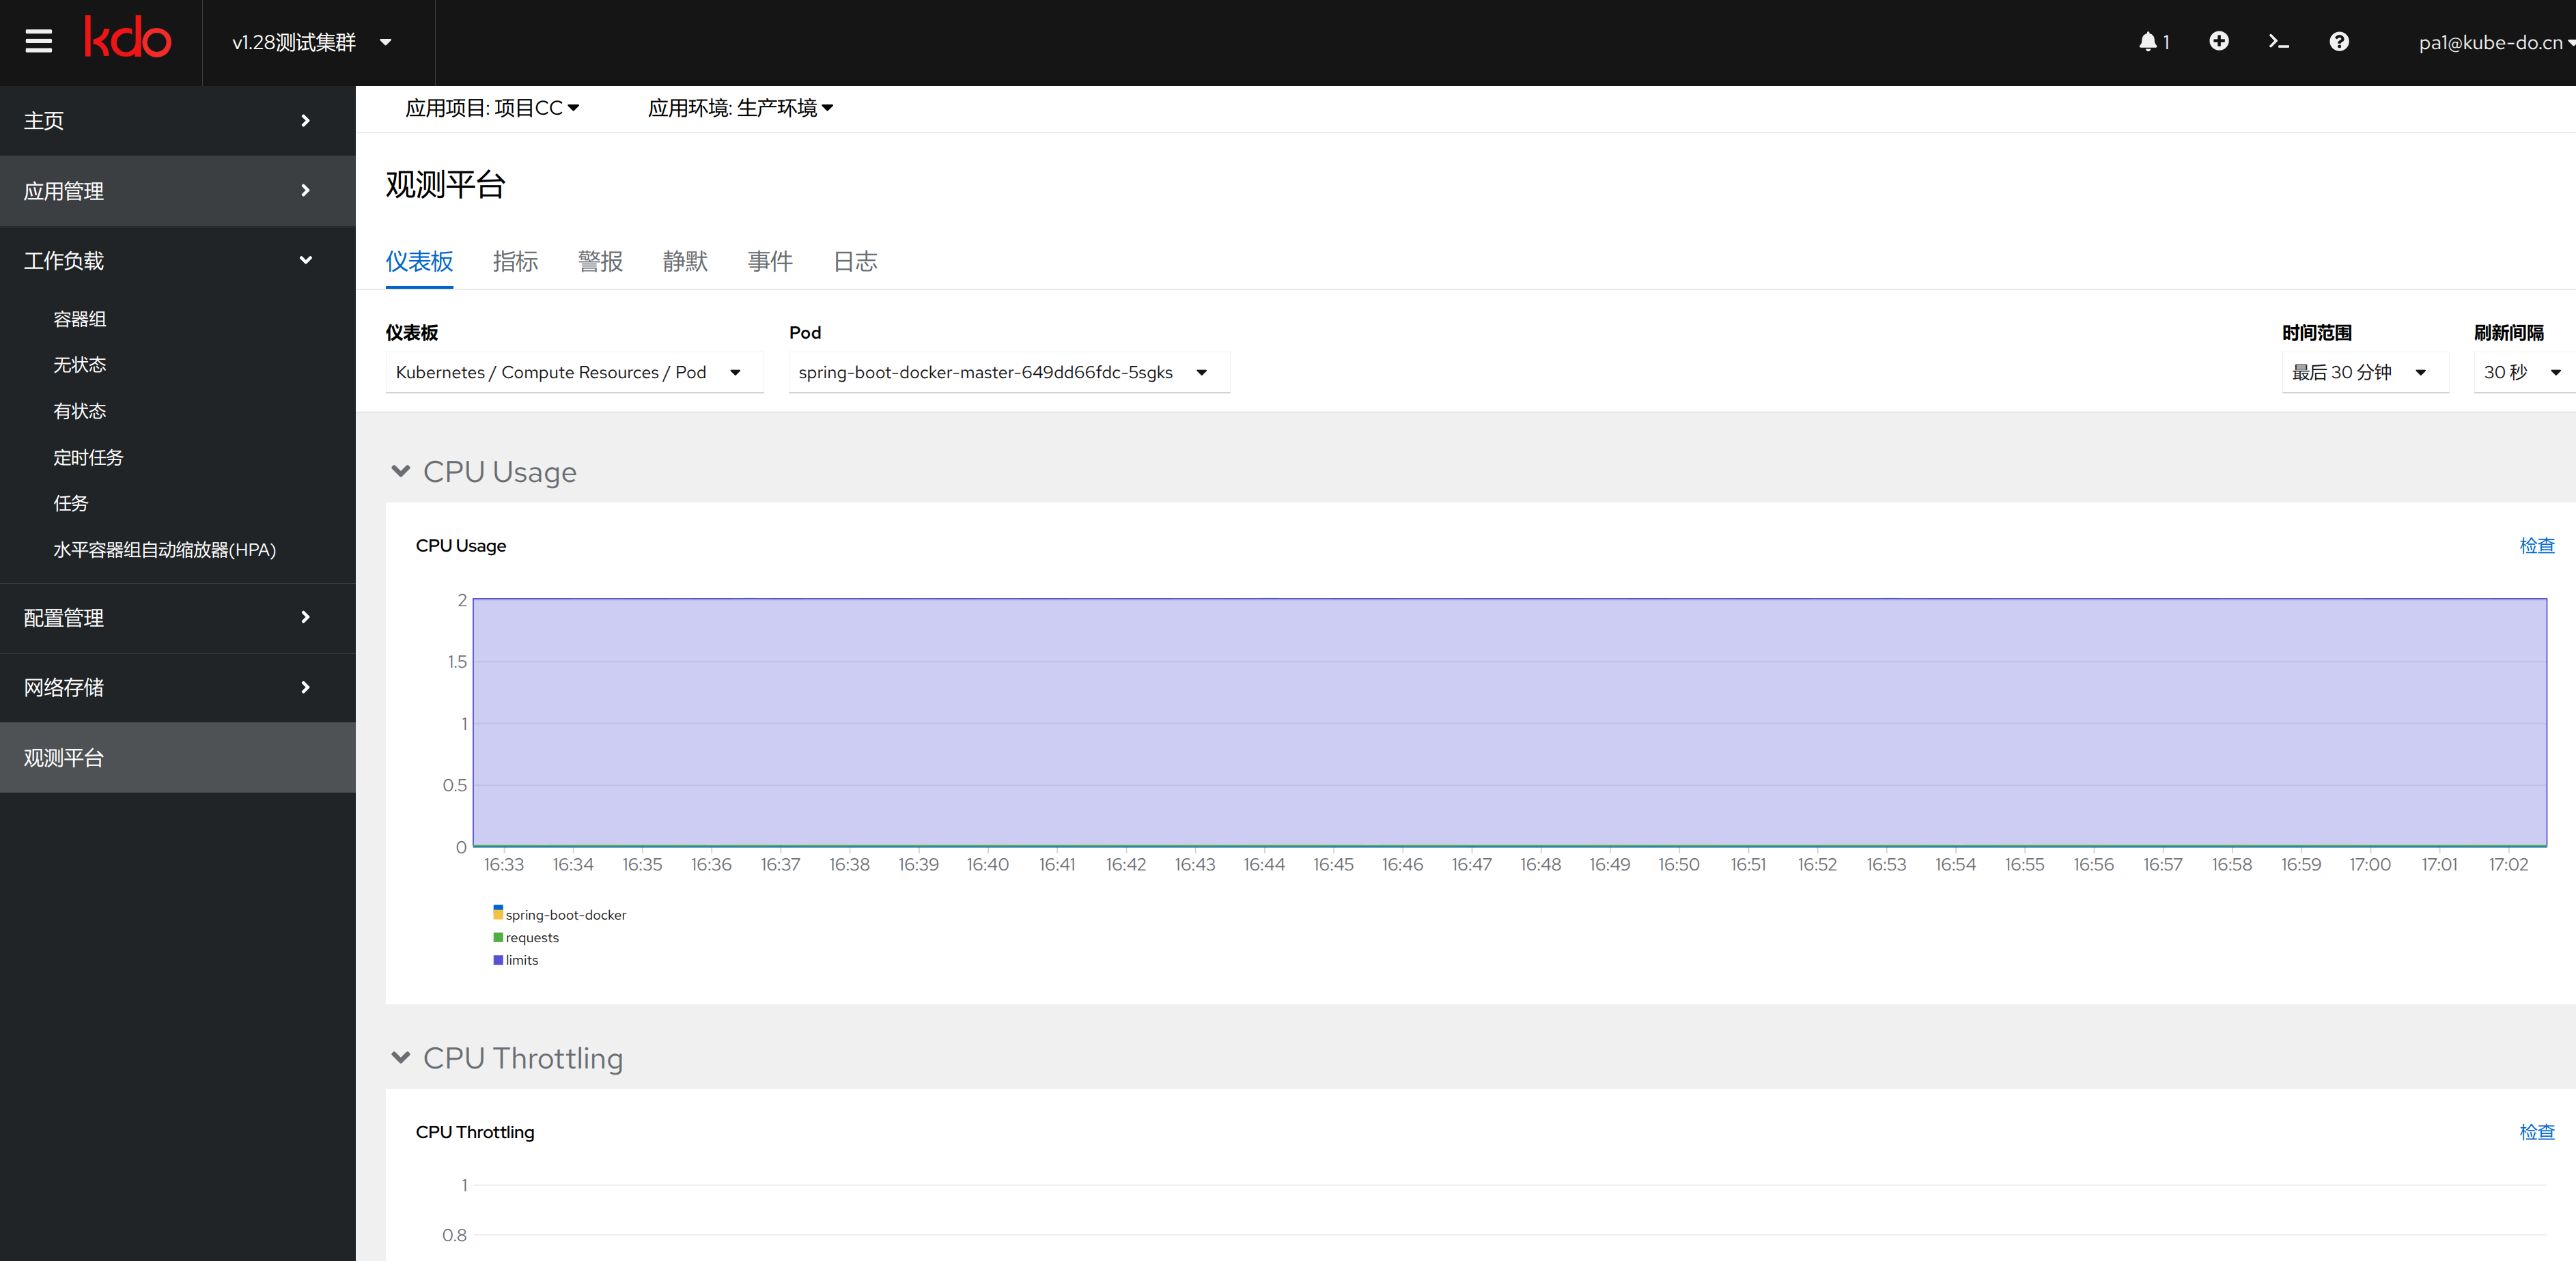 kdo
v1.28测试集群
1
pa1@kube-do.cn
主页
应用管理
工作负载
容器组
无状态
有状态
定时任务
任务
水平容器组自动缩放器(HPA)
配置管理
网络存储
观测平台
应用项目: 项目CC 应用环境: 生产环境
观测平台
仪表板 指标 警报 静默 事件 日志
仪表板 Pod 时间范围 刷新间隔
Kubernetes / Compute Resources / Pod spring-boot-docker-master-649dd66fdc-5sgks 最后 30 分钟 30 秒
CPU Usage
CPU Usage 检查
2
1.5
1
0.5
0
16:33 16:34 16:35 16:36 16:37 16:38 16:39 16:40 16:41 16:42 16:43 16:44 16:45 16:46 16:47 16:48 16:49 16:50 16:51 16:52 16:53 16:54 16:55 16:56 16:57 16:58 16:59 17:00 17:01 17:02
spring-boot-docker
requests
limits
CPU Throttling
CPU Throttling 检查
1
0.8